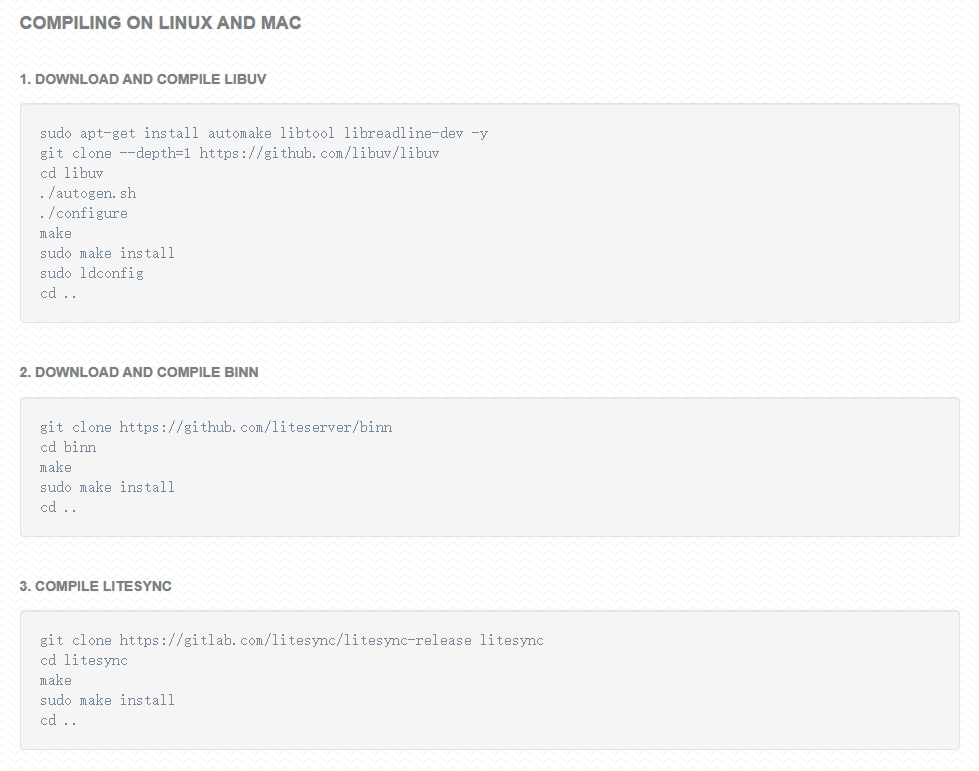 COMPILING ON LINUX AND MAC
1. DOWNLOAD AND COMPILE LIBUV
sudo apt-get install automake libtool libreadline-dev -y
git clone --depth=1 https://github.com/libuv/libuv
cd libuv
./autogen.sh
./configure
make
sudo make install
sudo ldconfig
cd ..
2. DOWNLOAD AND COMPILE BINN
git clone https://github.com/liteserver/binn
cd binn
make
sudo make install
cd ..
3. COMPILE LITESYNC
git clone https://gitlab.com/litesync/litesync-release litesync
cd litesync
make
sudo make install
cd ..